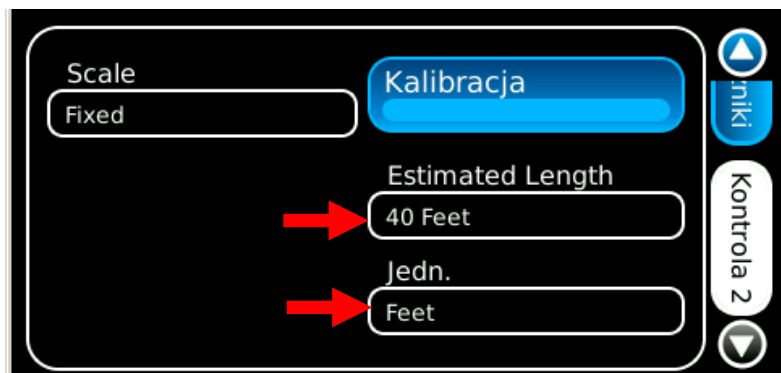 Scale
Fixed
Kalibracja
Estimated Length
40 Feet
Jedn.
Feet
Kontrola 2